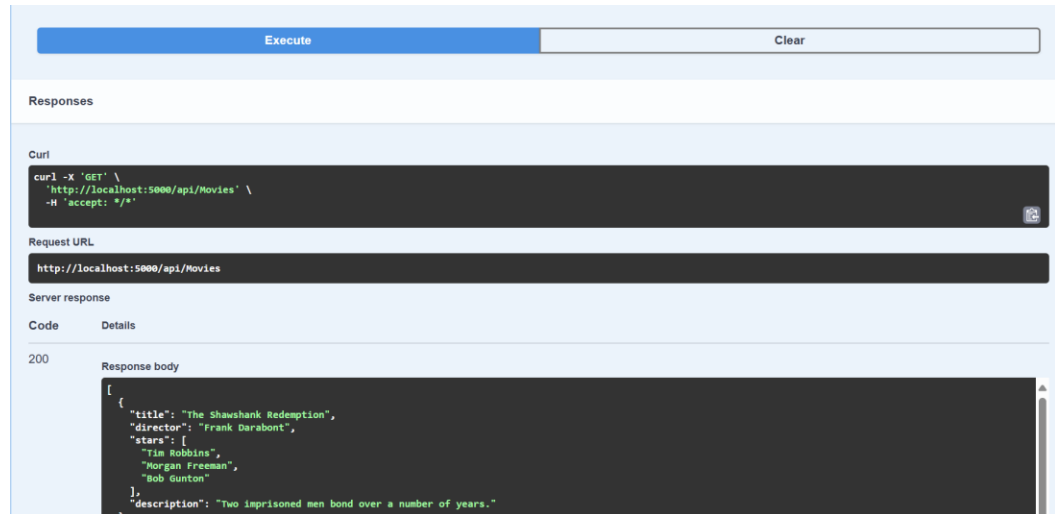 Execute
Clear
Responses
Curl
curl -X 'GET' \
  'http://localhost:5000/api/Movies' \
  -H 'accept: */*'
Request URL
http://localhost:5000/api/Movies
Server response
Code Details
200
Response body
[
  {
    "title": "The Shawshank Redemption",
    "director": "Frank Darabont",
    "stars": [
      "Tim Robbins",
      "Morgan Freeman",
      "Bob Gunton"
    ],
    "description": "Two imprisoned men bond over a number of years."